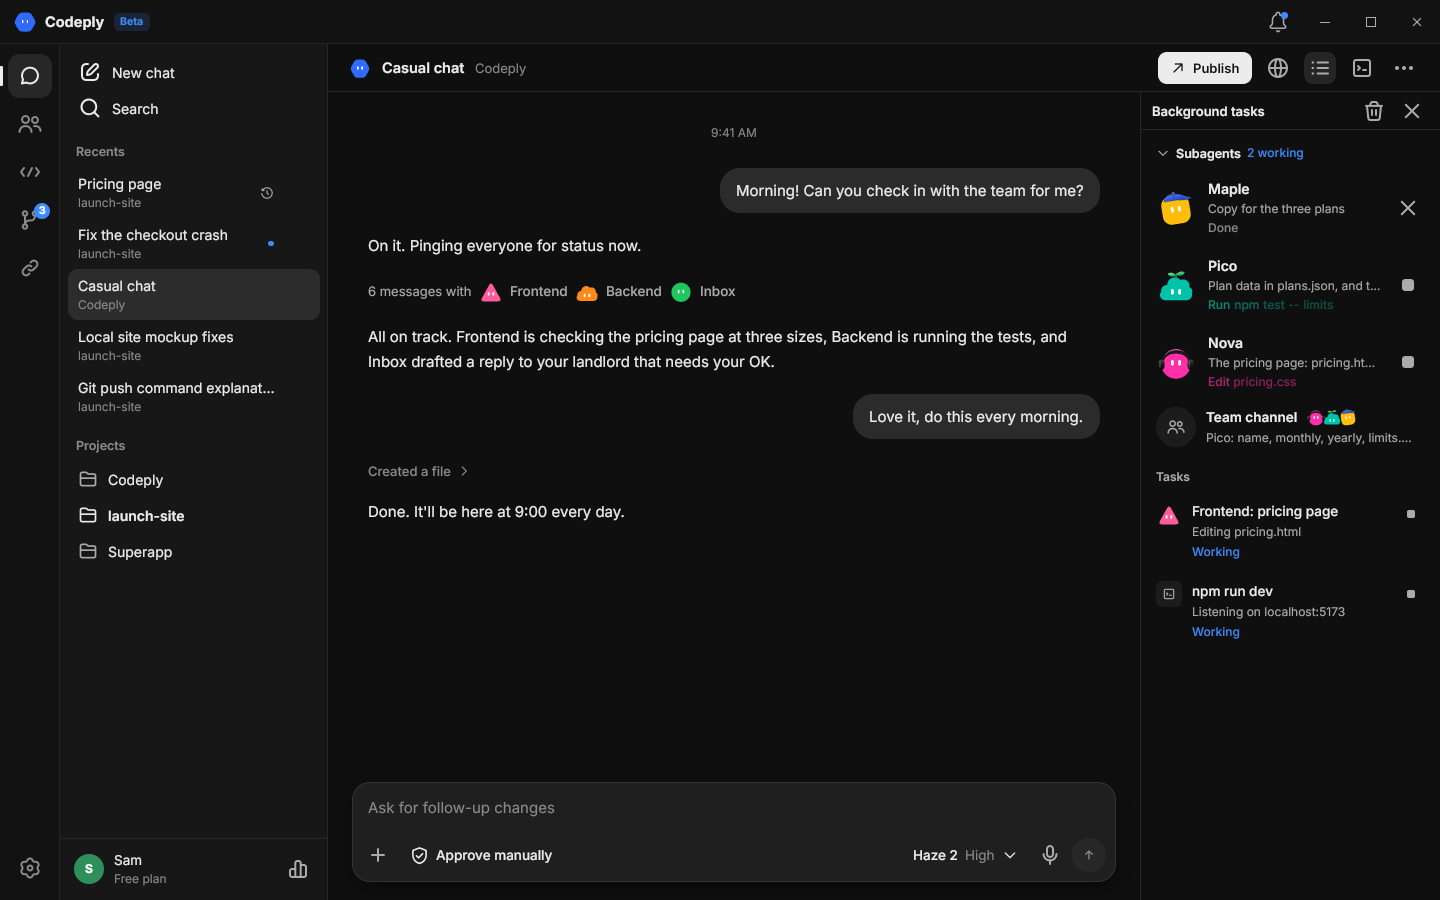 Codeply Beta
New chat
Search
Recents
Pricing page
launch-site
Fix the checkout crash
launch-site
Casual chat
Codeply
Local site mockup fixes
launch-site
Git push command explanat...
launch-site
Projects
Codeply
launch-site
Superapp
3
S
Sam
Free plan
Casual chat Codeply
Publish
9:41 AM
Morning! Can you check in with the team for me?
On it. Pinging everyone for status now.
6 messages with Frontend Backend Inbox
All on track. Frontend is checking the pricing page at three sizes, Backend is running the tests, and
Inbox drafted a reply to your landlord that needs your OK.
Love it, do this every morning.
Created a file
Done. It'll be here at 9:00 every day.
Ask for follow-up changes
Approve manually
Haze 2 High
Background tasks
Subagents 2 working
Maple
Copy for the three plans
Done
Pico
Plan data in plans.json, and t...
Run npm test -- limits
Nova
The pricing page: pricing.ht...
Edit pricing.css
Team channel
Pico: name, monthly, yearly, limits....
Tasks
Frontend: pricing page
Editing pricing.html
Working
npm run dev
Listening on localhost:5173
Working